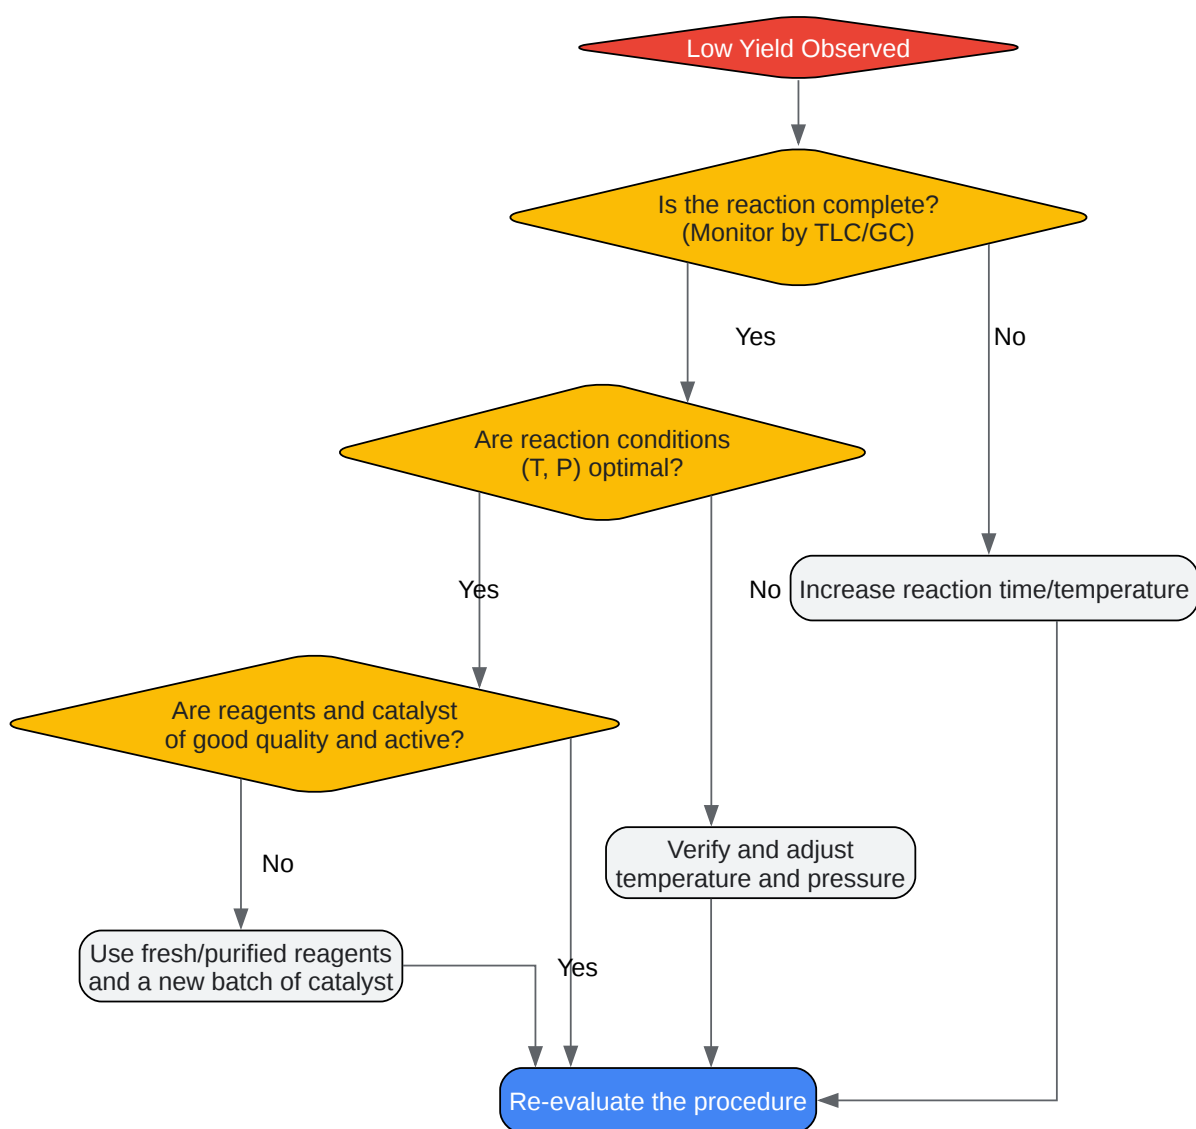 Low Yield Observed
Is the reaction complete?
(Monitor by TLC/GC)
Yes
No
Are reaction conditions
(T, P) optimal?
Yes
No
Increase reaction time/temperature
Are reagents and catalyst
of good quality and active?
Verify and adjust
temperature and pressure
No
Use fresh/purified reagents
and a new batch of catalyst
Yes
Re-evaluate the procedure